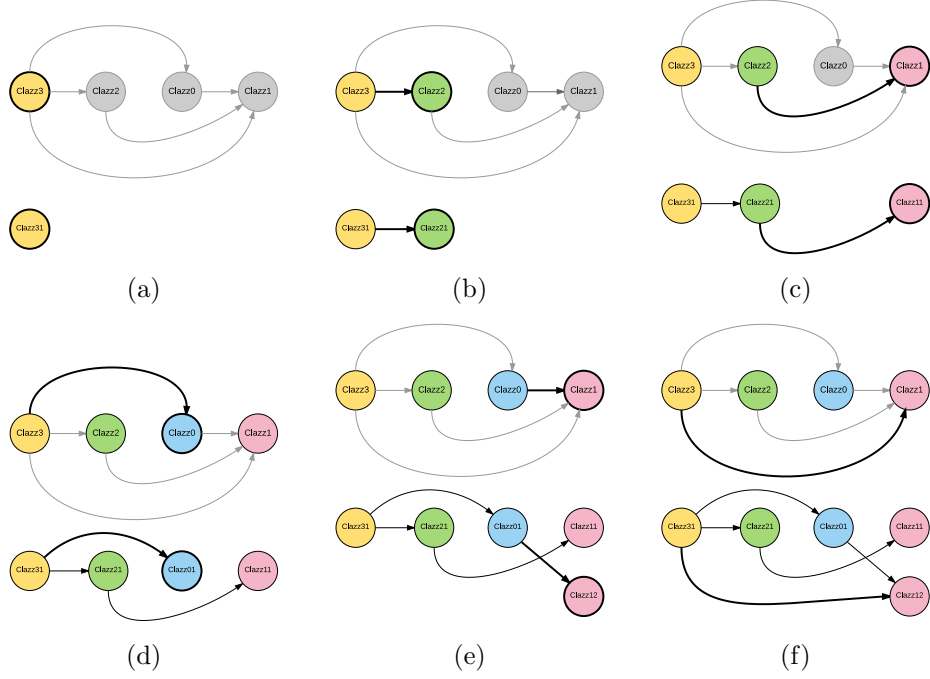 Clazz3 Clazz2 Clazz0 Clazz1
Clazz31
(a)
Clazz3 Clazz2 Clazz0 Clazz1
Clazz31 Clazz21
(b)
Clazz3 Clazz2 Clazz0 Clazz1
Clazz31 Clazz21 Clazz11
(c)
Clazz3 Clazz2 Clazz0 Clazz1
Clazz31 Clazz21 Clazz01 Clazz11
(d)
Clazz3 Clazz2 Clazz0 Clazz1
Clazz31 Clazz21 Clazz01 Clazz11
Clazz12
(e)
Clazz3 Clazz2 Clazz0 Clazz1
Clazz31 Clazz21 Clazz01 Clazz11
Clazz12
(f)